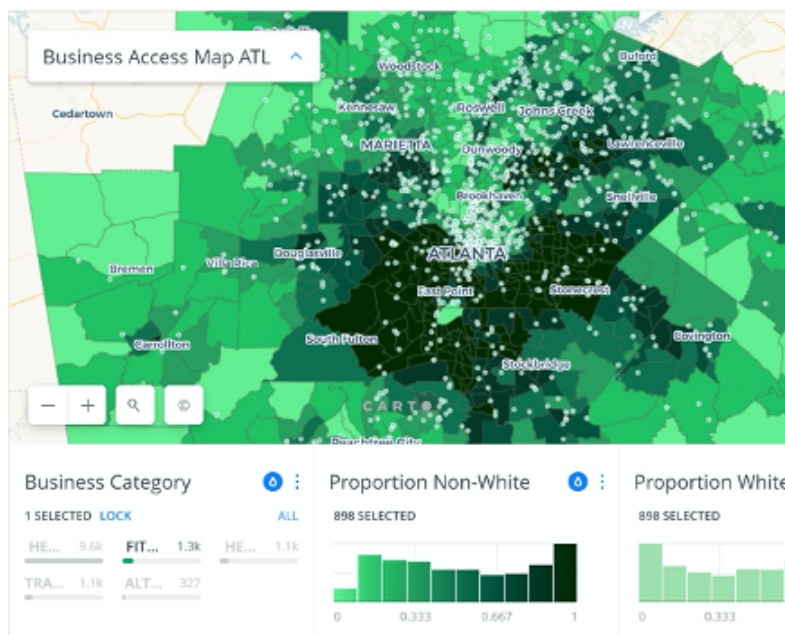 Business Access Map ATL
Woodstock
Buford
Kennesaw
Roswell
Johns Creek
Cedartown
MARIETTA
Dunwoody
Lawrenceville
Brookhaven
Snellville
Douglasville
ATLANTA
Villa Rica
Bremen
East Point
Stonecrest
South Fulton
Carrollton
Covington
Stockbridge
CARTO
Peachtree City
©
Business Category
1 SELECTED LOCK ALL
HE... 9.6k FIT... 1.3k HE... 1.1k
TRA... 1.1k ALT... 327
Proportion Non-White
898 SELECTED
0 0.333 0.667 1
Proportion White
898 SELECTED
0 0.333